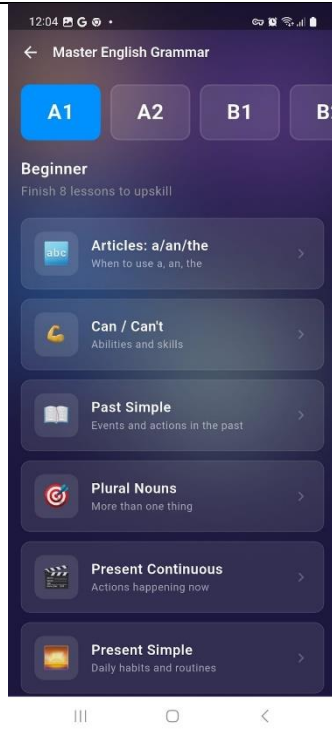 12:04
Master English Grammar
A1 A2 B1 B
Beginner
Finish 8 lessons to upskill
abc
Articles: a/an/the
When to use a, an, the
Can / Can't
Abilities and skills
Past Simple
Events and actions in the past
Plural Nouns
More than one thing
Present Continuous
Actions happening now
Present Simple
Daily habits and routines